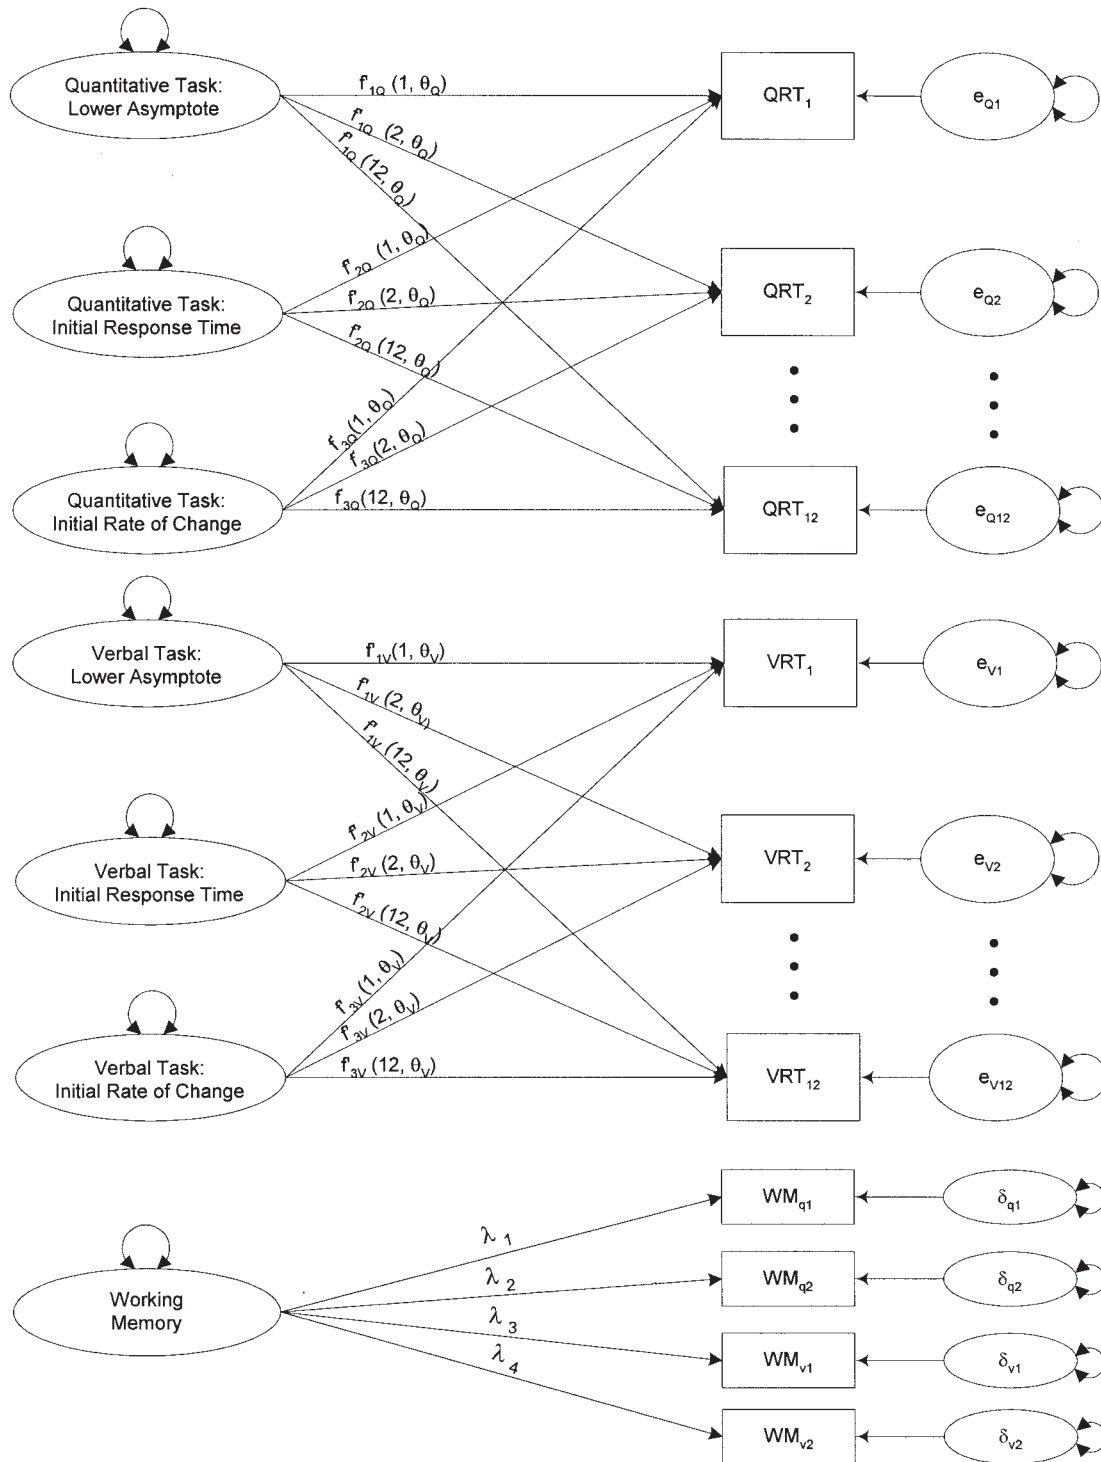 Quantitative Task:
Lower Asymptote
f'1Q (1, θQ)
f'1Q (2, θQ)
f'1Q (12, θQ)
QRT1
eQ1
Quantitative Task:
Initial Response Time
f'2Q (1, θQ)
f'2Q (2, θQ)
f'2Q (12, θQ)
QRT2
eQ2
Quantitative Task:
Initial Rate of Change
f'3Q(1, θQ)
f'3Q(2, θQ)
f'3Q(12, θQ)
QRT12
eQ12
Verbal Task:
Lower Asymptote
f'1V(1, θV)
f'1V (2, θV)
f'1V (12, θV)
VRT1
eV1
Verbal Task:
Initial Response Time
f'2V (1, θV)
f'2V (2, θV)
f'2V (12, θV)
VRT2
eV2
Verbal Task:
Initial Rate of Change
f'3V (1, θV)
f'3V (2, θV)
f'3V (12, θV)
VRT12
eV12
Working
Memory
λ1
λ2
λ3
λ4
WMq1
δq1
WMq2
δq2
WMv1
δv1
WMv2
δv2